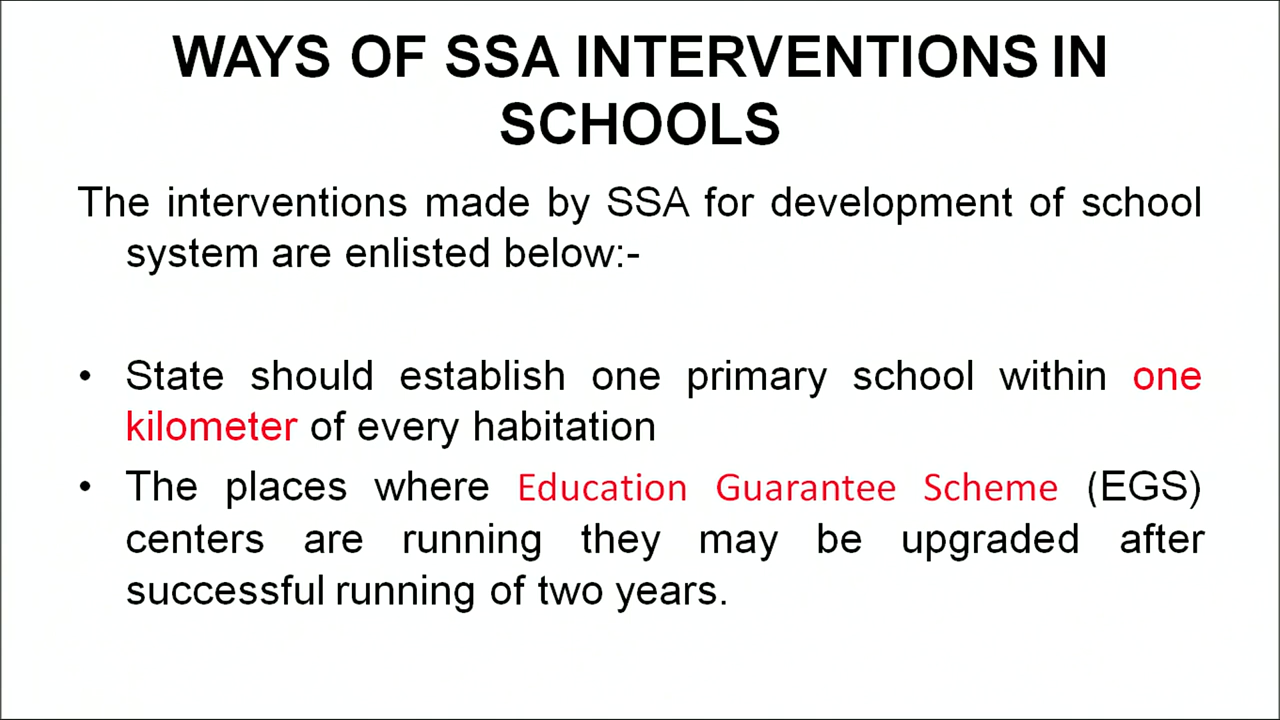 WAYS OF SSA INTERVENTIONS IN
SCHOOLS
The interventions made by SSA for development of school
system are enlisted below:-
• State should establish one primary school within one
kilometer of every habitation
• The places where Education Guarantee Scheme (EGS)
centers are running they may be upgraded after
successful running of two years.